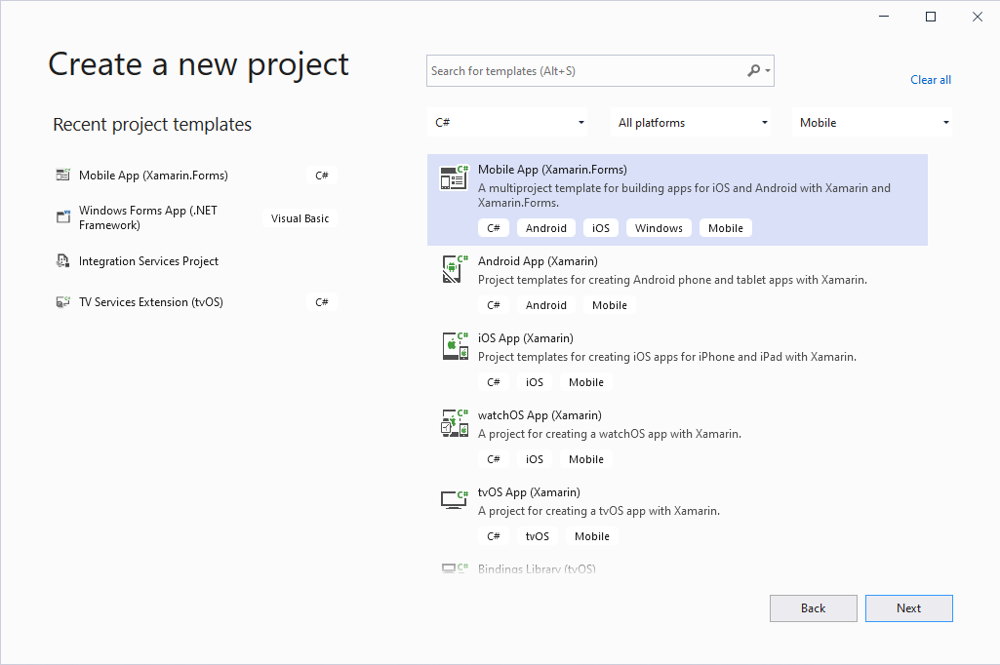 Create a new project
Search for templates (Alt+S)
Clear all
Recent project templates
C#
All platforms
Mobile
Mobile App (Xamarin.Forms)
C#
Windows Forms App (.NET
Framework)
Visual Basic
Integration Services Project
TV Services Extension (tvOS)
C#
C#
Mobile App (Xamarin.Forms)
A multiproject template for building apps for iOS and Android with Xamarin and
Xamarin.Forms.
C# Android iOS Windows Mobile
C#
Android App (Xamarin)
Project templates for creating Android phone and tablet apps with Xamarin.
C# Android Mobile
C#
iOS App (Xamarin)
Project templates for creating iOS apps for iPhone and iPad with Xamarin.
C# iOS Mobile
C#
watchOS App (Xamarin)
A project for creating a watchOS app with Xamarin.
C# iOS Mobile
C#
tvOS App (Xamarin)
A project for creating a tvOS app with Xamarin.
C# tvOS Mobile
C#
Bindings Library (tvOS)
Back
Next